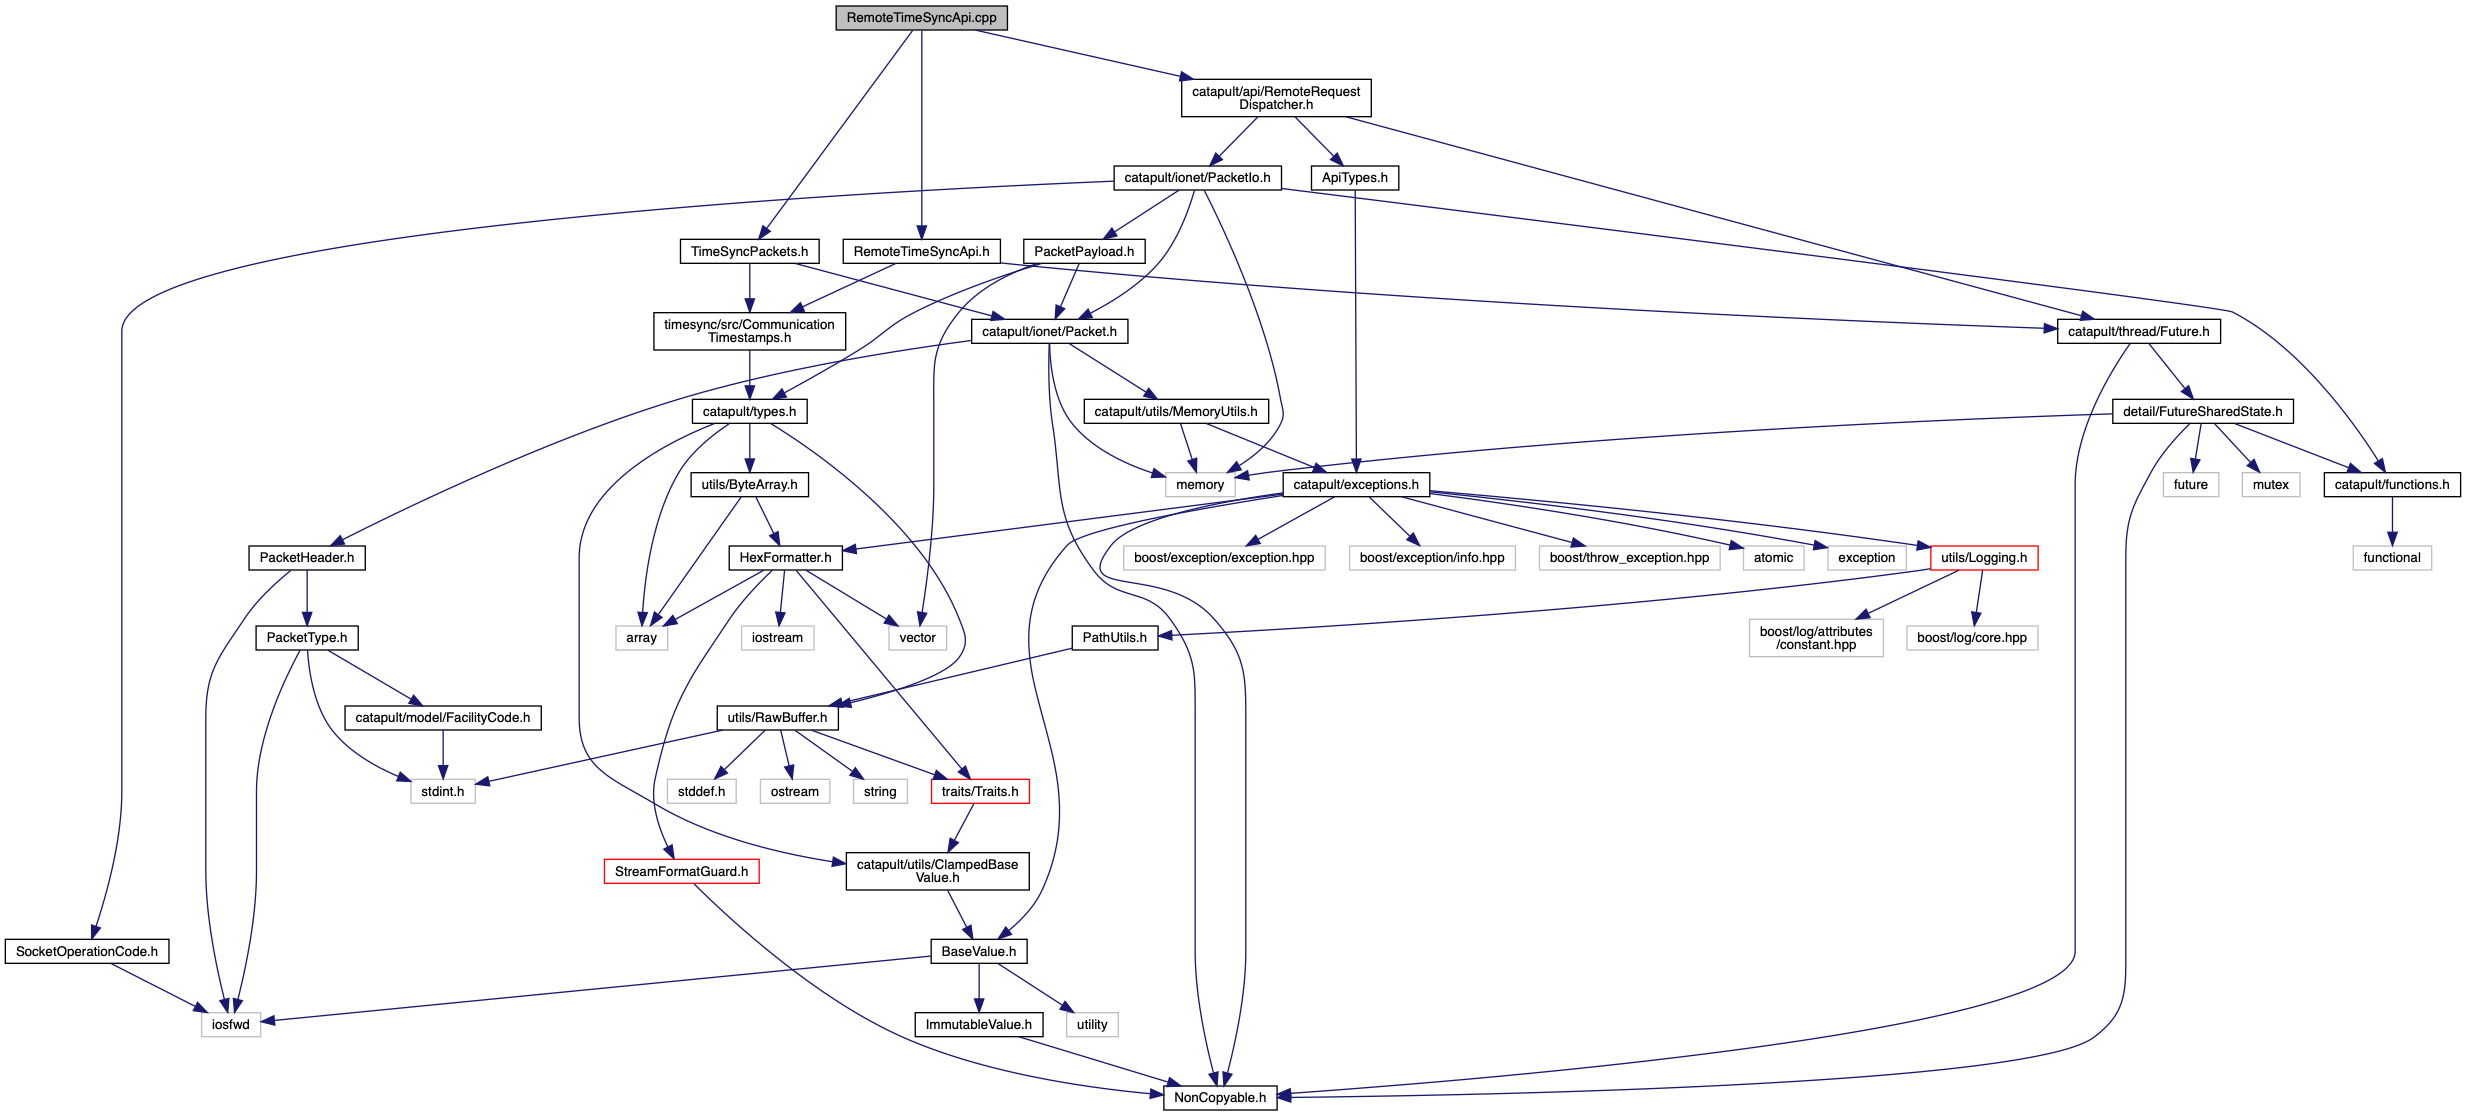 RemoteTimeSyncApi.cpp
catapult/api/RemoteRequest
Dispatcher.h
catapult/ionet/PacketIo.h
ApiTypes.h
TimeSyncPackets.h
RemoteTimeSyncApi.h
PacketPayload.h
timesync/src/Communication
Timestamps.h
catapult/ionet/Packet.h
catapult/thread/Future.h
catapult/types.h
catapult/utils/MemoryUtils.h
detail/FutureSharedState.h
utils/ByteArray.h
memory
catapult/exceptions.h
future
mutex
catapult/functions.h
PacketHeader.h
HexFormatter.h
boost/exception/exception.hpp
boost/exception/info.hpp
boost/throw_exception.hpp
atomic
exception
utils/Logging.h
functional
PacketType.h
array
iostream
vector
PathUtils.h
boost/log/attributes
/constant.hpp
boost/log/core.hpp
catapult/model/FacilityCode.h
utils/RawBuffer.h
stdint.h
stddef.h
ostream
string
traits/Traits.h
StreamFormatGuard.h
catapult/utils/ClampedBase
Value.h
SocketOperationCode.h
BaseValue.h
iosfwd
ImmutableValue.h
utility
NonCopyable.h